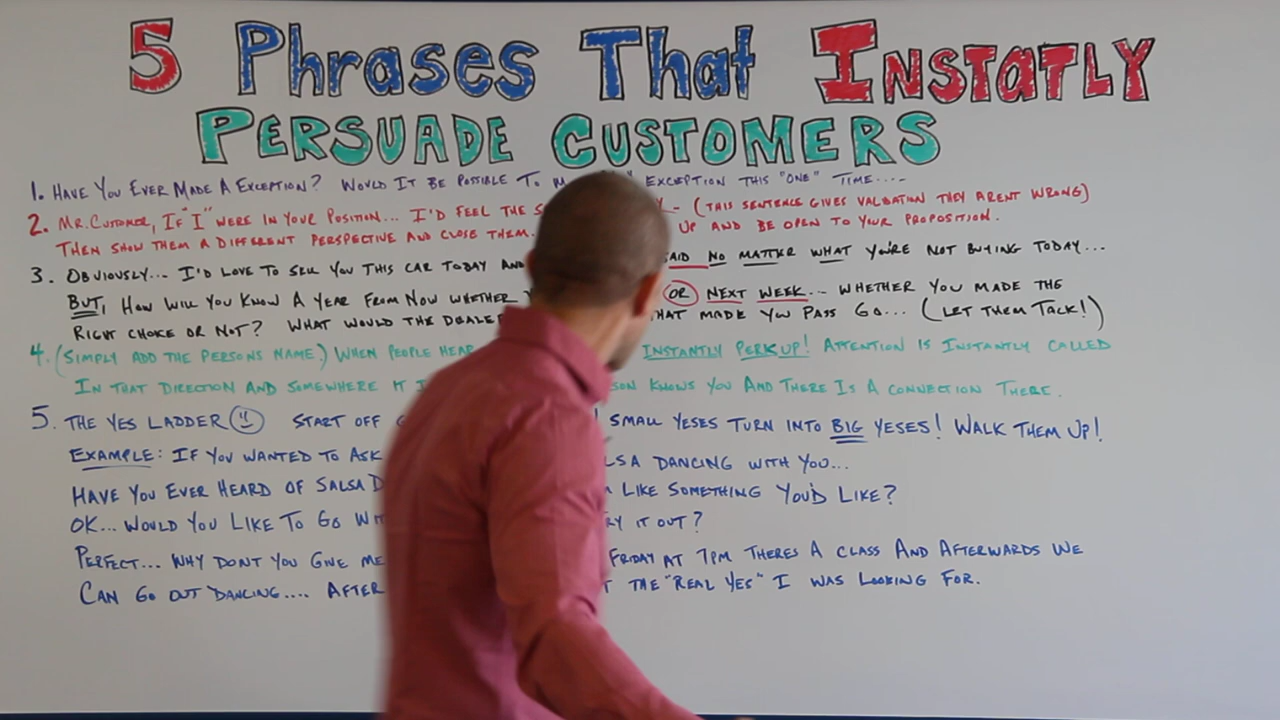 5 Phrases That INSTATLY
PERSUADE CUSTOMERS
1. HAVE YOU EVER MADE A EXCEPTION? WOULD IT BE POSSIBLE TO EXCEPTION THIS "ONE" TIME....
2. MR. CUSTOMER, IF "I" WERE IN YOUR POSITION... I'D FEEL THE - (THIS SENTENCE GIVES VALIDATION THEY ARENT WRONG)
THEN SHOW THEM A DIFFERENT PERSPECTIVE AND CLOSE THEM. UP AND BE OPEN TO YOUR PROPOSITION.
3. OBVIOUSLY... I'D LOVE TO SELL YOU THIS CAR TODAY AND NO MATTER WHAT YOU'RE NOT BUYING TODAY...
BUT, HOW WILL YOU KNOW A YEAR FROM NOW WHETHER OR NEXT WEEK... WHETHER YOU MADE THE
RIGHT CHOICE OR NOT? WHAT WOULD THE MADE YOU PASS GO... (LET THEM TALK!)
4. (SIMPLY ADD THE PERSONS NAME.) WHEN PEOPLE HEAR INSTANTLY PERK UP! ATTENTION IS INSTANTLY CALLED
IN THAT DIRECTION AND SOMEWHERE KNOWS YOU AND THERE IS A CONNECTION THERE.
5. THE YES LADDER START OFF SMALL YESES TURN INTO BIG YESES! WALK THEM UP!
EXAMPLE: IF YOU WANTED TO ASK DANCING WITH YOU...
HAVE YOU EVER HEARD OF SALSA LIKE SOMETHING YOU'D LIKE?
OK... WOULD YOU LIKE TO GO IT OUT?
PERFECT... WHY DONT YOU GIVE ME FRIDAY AT 7PM THERES A CLASS AND AFTERWARDS WE
CAN GO OUT DANCING.... AFTER THE "REAL YES" I WAS LOOKING FOR.